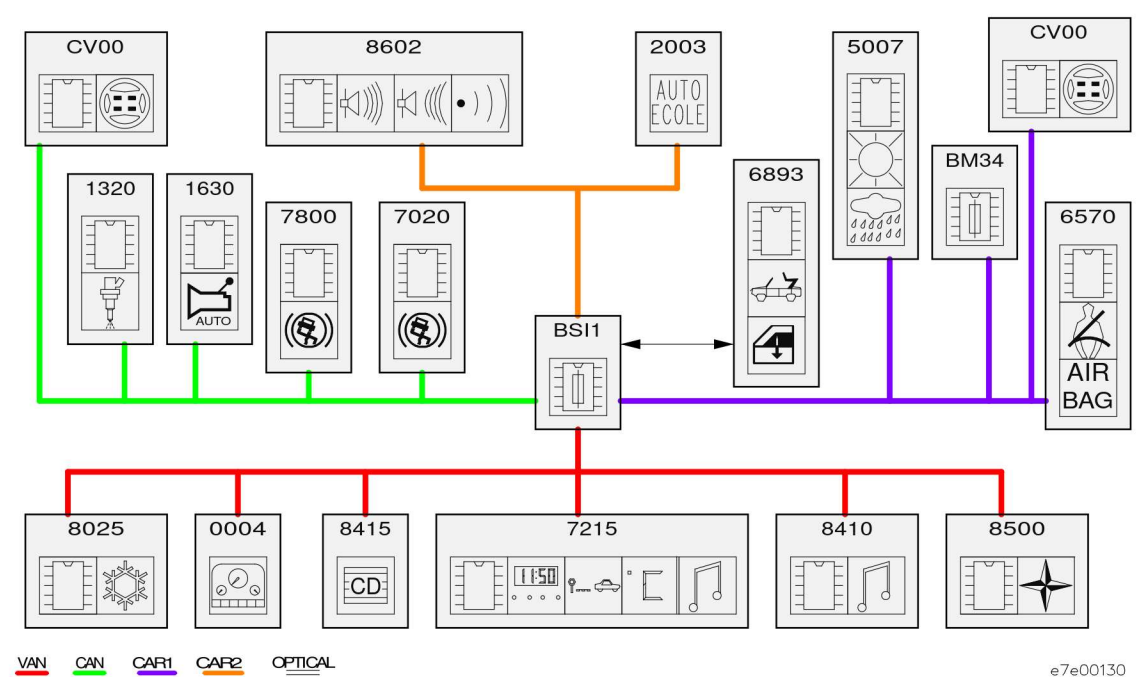 CV00
8602
2003
AUTO
ECOLE
5007
CV00
1320
1630
AUTO
7800
7020
BSI1
6893
BM34
6570
AIR
BAG
8025
0004
8415
CD
7215
11:50
°C
8410
8500
VAN
CAN
CAR1
CAR2
OPTICAL
e7e00130